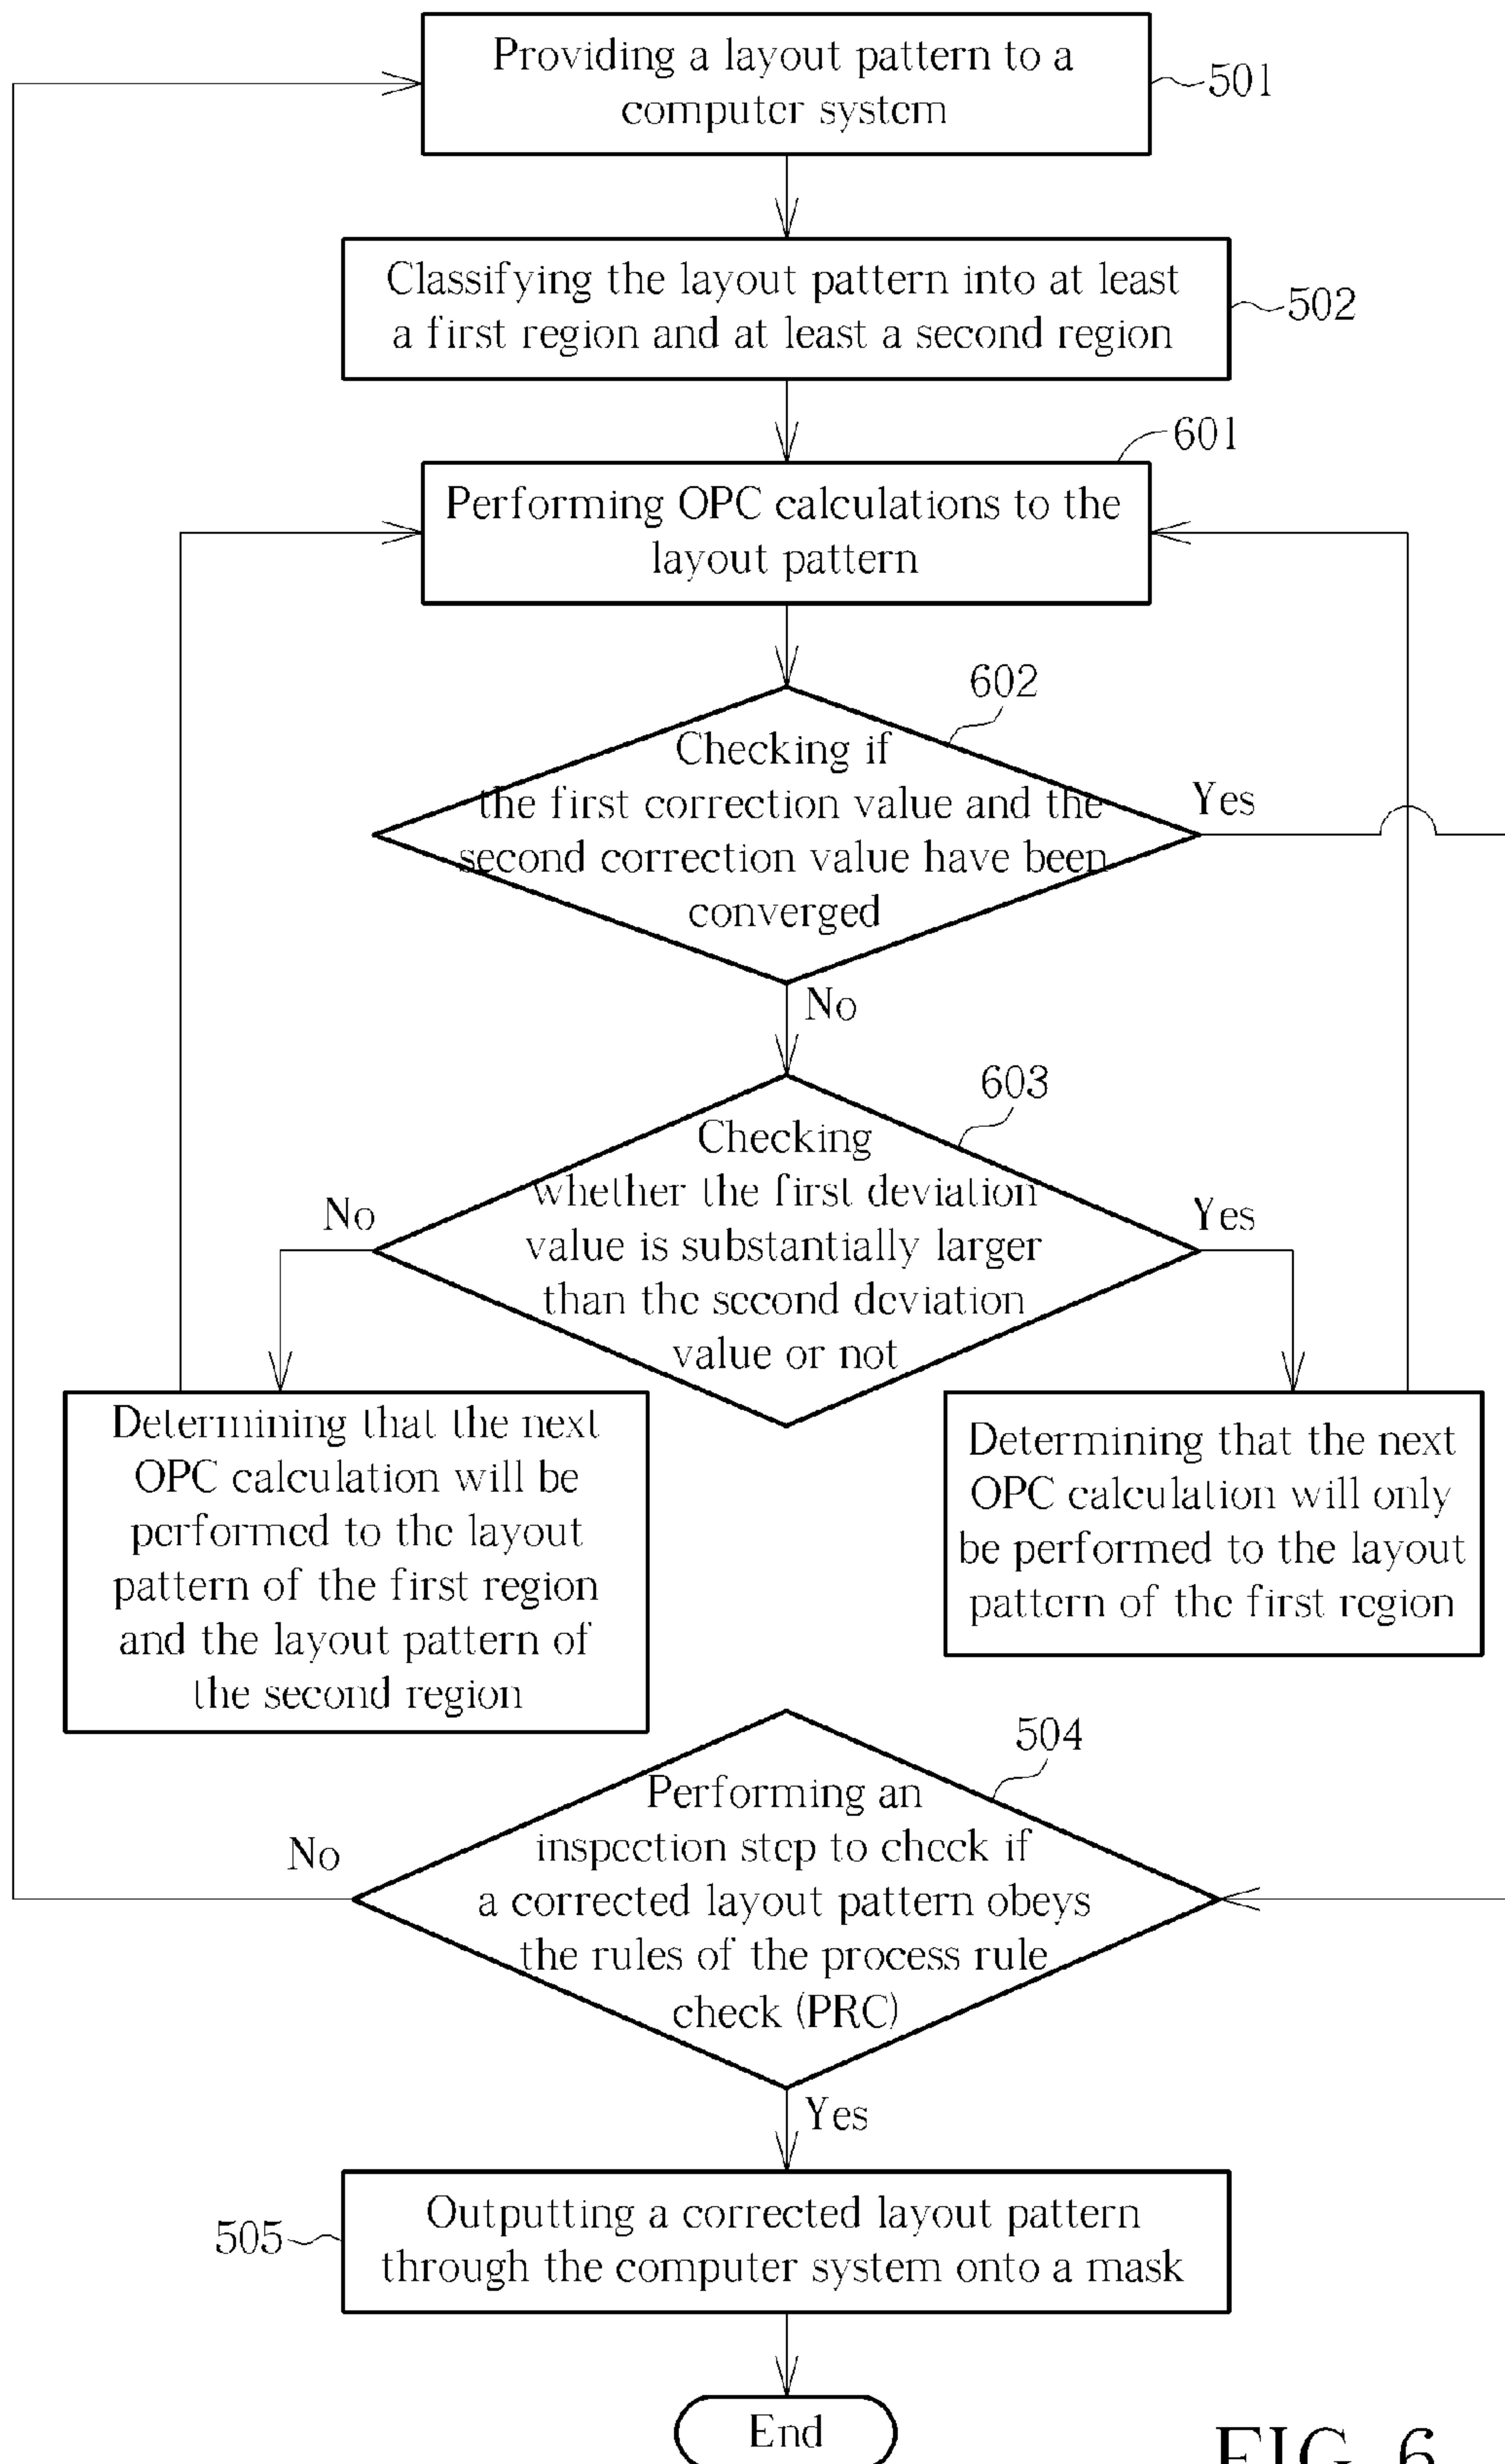 Providing a layout pattern to a
computer system
501
Classifying the layout pattern into at least
a first region and at least a second region
502
601
Performing OPC calculations to the
layout pattern
602
Checking if
the first correction value and the
second correction value have been
converged
Yes
No
603
Checking
whether the first deviation
value is substantially larger
than the second deviation
value or not
No
Yes
Determining that the next
OPC calculation will be
performed to the layout
pattern of the first region
and the layout pattern of
the second region
Determining that the next
OPC calculation will only
be performed to the layout
pattern of the first region
504
Performing an
inspection step to check if
a corrected layout pattern obeys
the rules of the process rule
check (PRC)
No
Yes
505
Outputting a corrected layout pattern
through the computer system onto a mask
End
FIG. 6